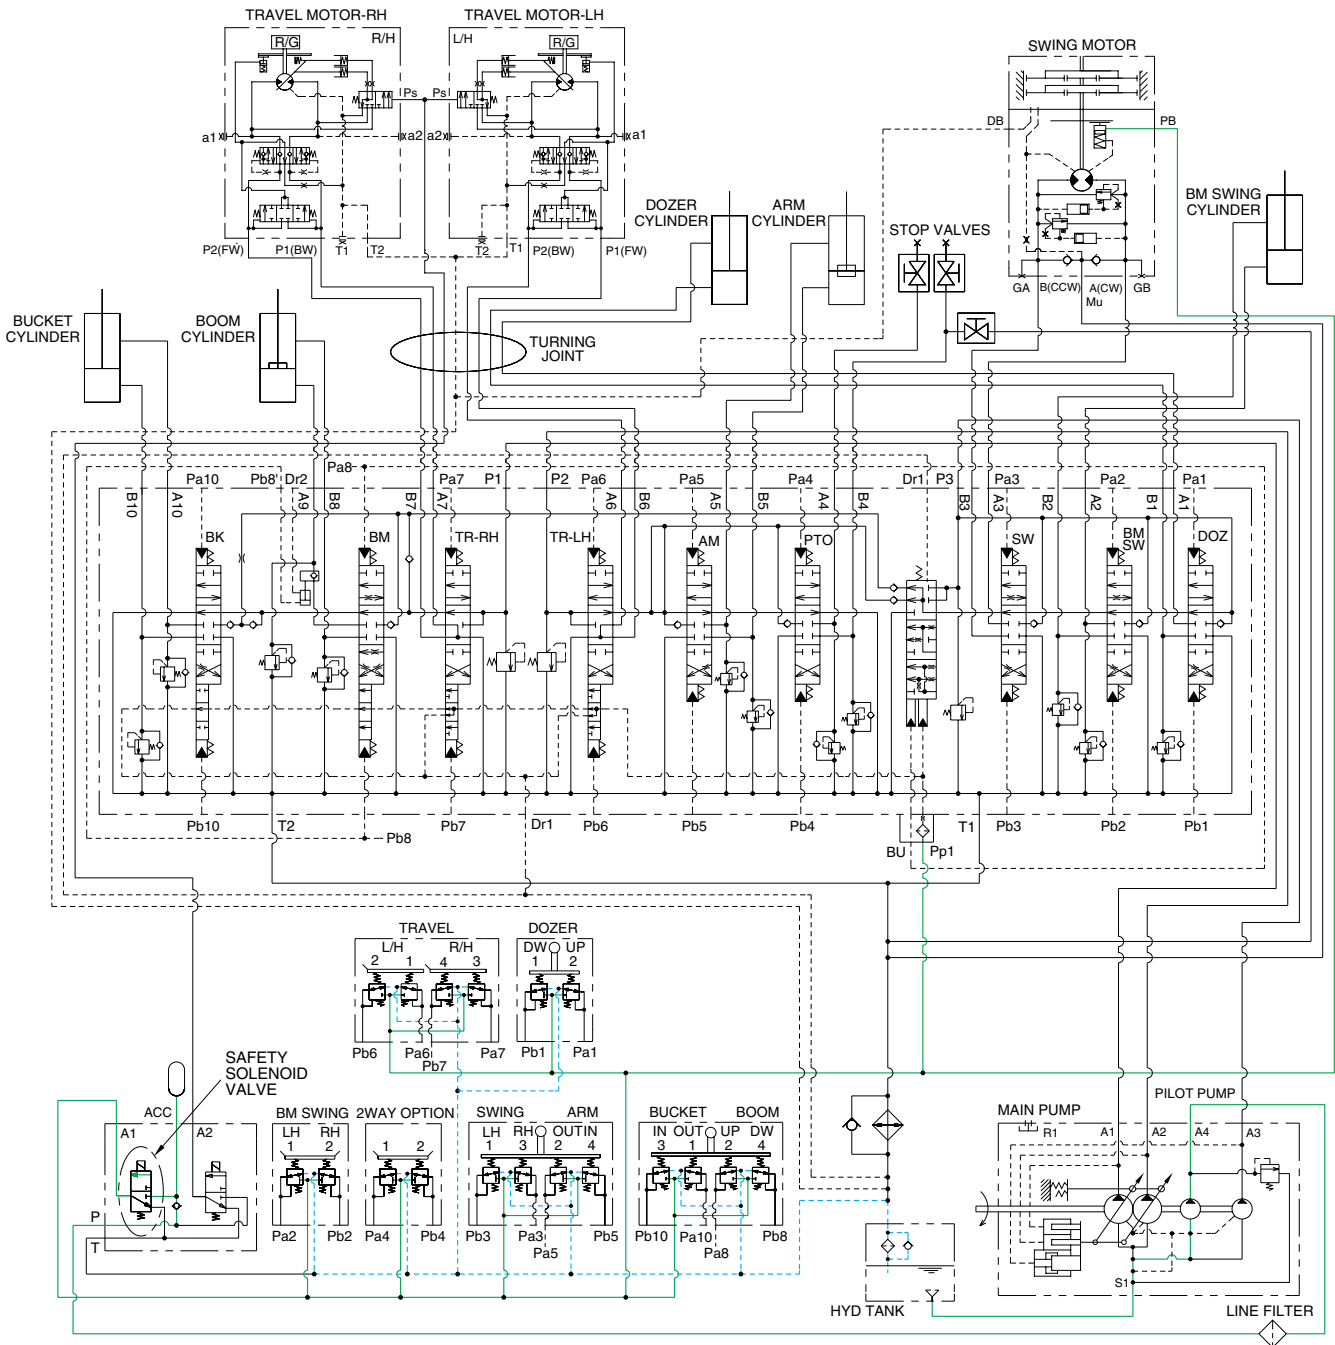 TRAVEL MOTOR-RH TRAVEL MOTOR-LH
SWING MOTOR
R/G R/H L/H R/G
Ps Ps
a1 a2 a2 a1
DB PB
DOZER CYLINDER
ARM CYLINDER
BM SWING CYLINDER
STOP VALVES
P2(FW) P1(BW) T1 T2 T2 T1 P2(BW) P1(FW)
GA B(CCW) A(CW) GB
Mu
BUCKET CYLINDER
BOOM CYLINDER
TURNING JOINT
Pa8
Pa10 Pb8' Dr2 Pa7 P1 P2 Pa6 Pa5 Pa4 Dr1 P3 Pa3 Pa2 Pa1
B10 A10 A9 B8 B7 A7 A6 B6 A5 B5 A4 B4 B3 A3 B2 A2 B1 A1
BK BM TR-RH TR-LH AM PTO SW BM SW DOZ
Pb10 T2 Pb7 Dr1 Pb6 Pb5 Pb4 T1 Pb3 Pb2 Pb1
Pb8
BU Pp1
TRAVEL
L/H R/H
2 1 4 3
Pb6 Pa6 Pa7
Pb7
DOZER
DW UP
1 2
Pb1 Pa1
SAFETY
SOLENOID
VALVE
ACC
A1 A2
P
T
BM SWING
LH RH
1 2
Pa2 Pb2
2WAY OPTION
1 2
Pa4 Pb4
SWING ARM
LH RH OUT IN
1 3 2 4
Pb3 Pa3 Pb5
Pa5
BUCKET BOOM
IN OUT UP DW
3 1 2 4
Pb10 Pa10 Pb8
Pa8
HYD TANK
PILOT PUMP
MAIN PUMP
R1 A1 A2 A4 A3
S1
LINE FILTER